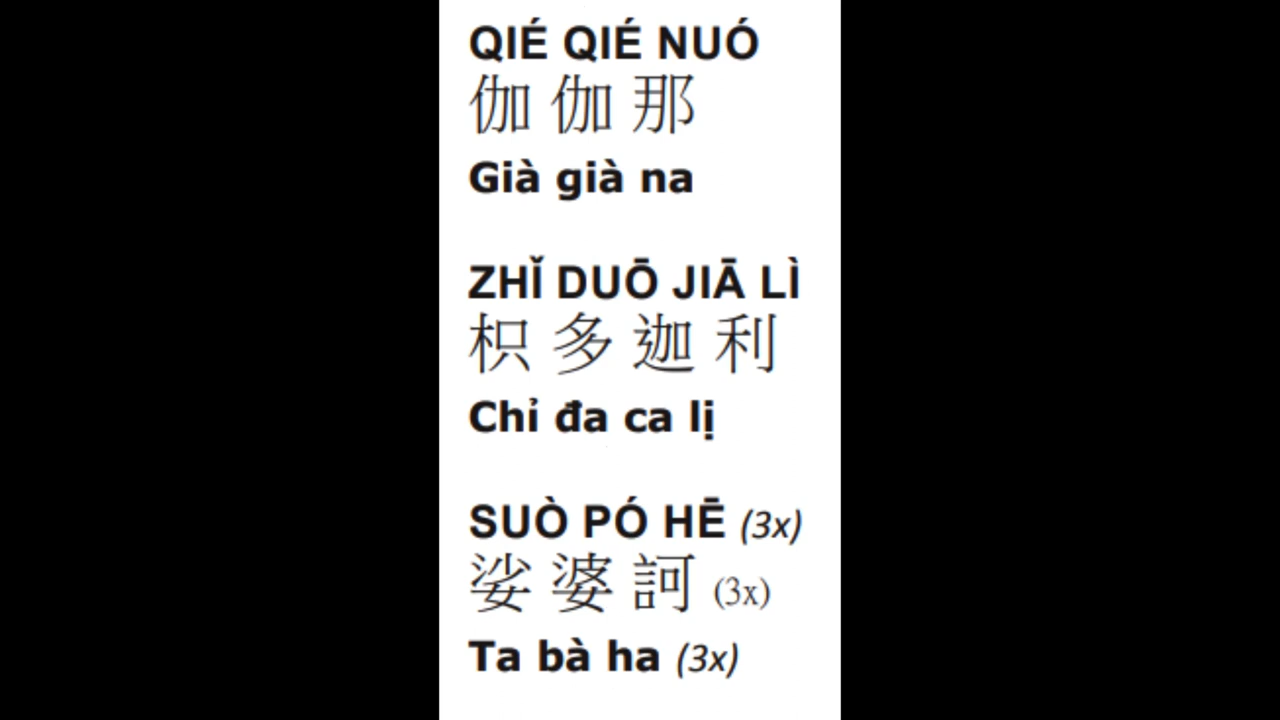 QIÉ QIÉ NUÓ
伽 伽 那
Già già na
ZHǏ DUŌ JIĀ LÌ
枳 多 迦 利
Chỉ đa ca lị
SUÒ PÓ HĒ (3x)
娑 婆 訶 (3x)
Ta bà ha (3x)